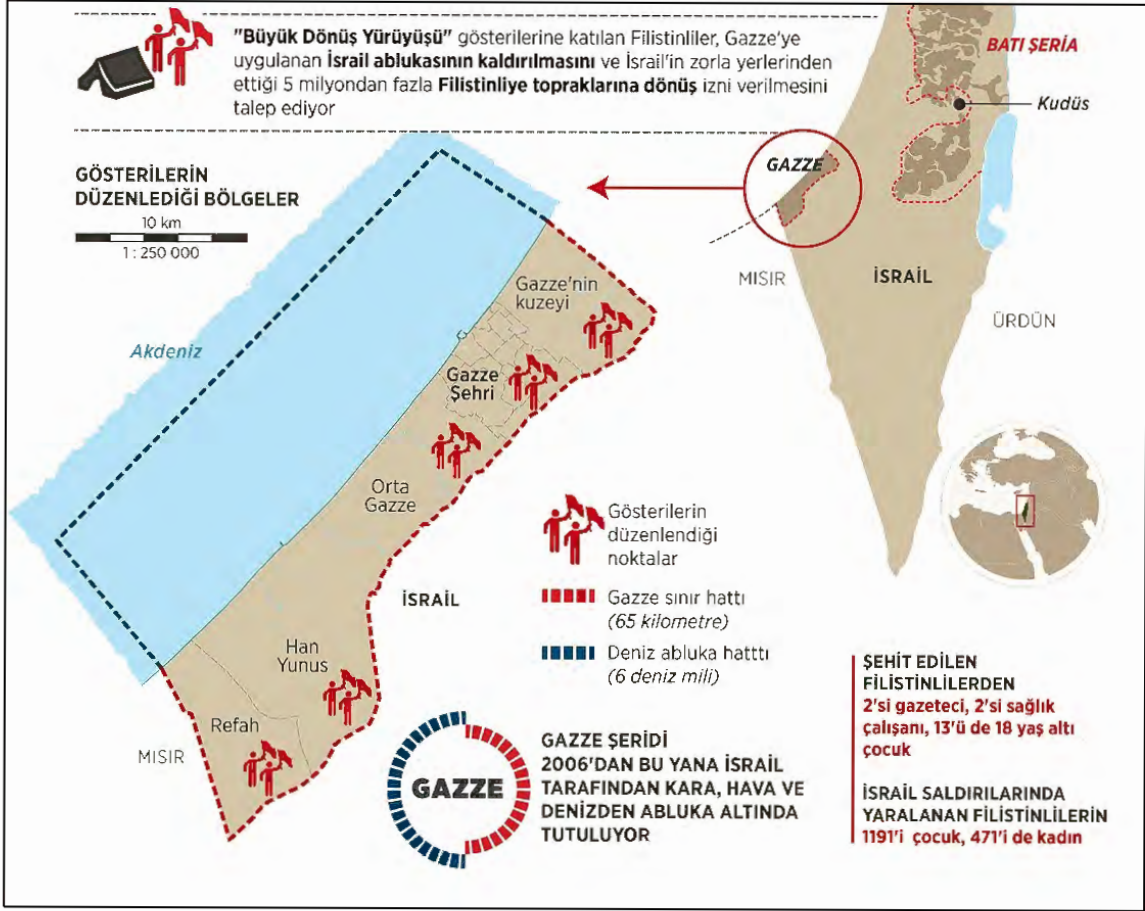 "Büyük Dönüş Yürüyüşü" gösterilerine katılan Filistinliler, Gazze'ye
uygulanan İsrail ablukasının kaldırılmasını ve İsrail'in zorla yerlerinden
ettiği 5 milyondan fazla Filistinliye topraklarına dönüş izni verilmesini
talep ediyor
BATI ŞERİA
Kudüs
GAZZE
MISIR
İSRAİL
ÜRDÜN
GÖSTERİLERİN
DÜZENLEDİĞİ BÖLGELER
10 km
1 : 250 000
Akdeniz
Gazze'nin
kuzeyi
Gazze
Şehri
Orta
Gazze
Han
Yunus
Refah
MISIR
İSRAİL
Gösterilerin
düzenlendiği
noktalar
Gazze sınır hattı
(65 kilometre)
Deniz abluka hatttı
(6 deniz mili)
GAZZE
GAZZE ŞERİDİ
2006'DAN BU YANA İSRAİL
TARAFINDAN KARA, HAVA VE
DENİZDEN ABLUKA ALTINDA
TUTULUYOR
ŞEHİT EDİLEN
FİLİSTİNLİLERDEN
2'si gazeteci, 2'si sağlık
çalışanı, 13'ü de 18 yaş altı
çocuk
İSRAİL SALDIRILARINDA
YARALANAN FİLİSTİNLİLERİN
1191'i çocuk, 471'i de kadın